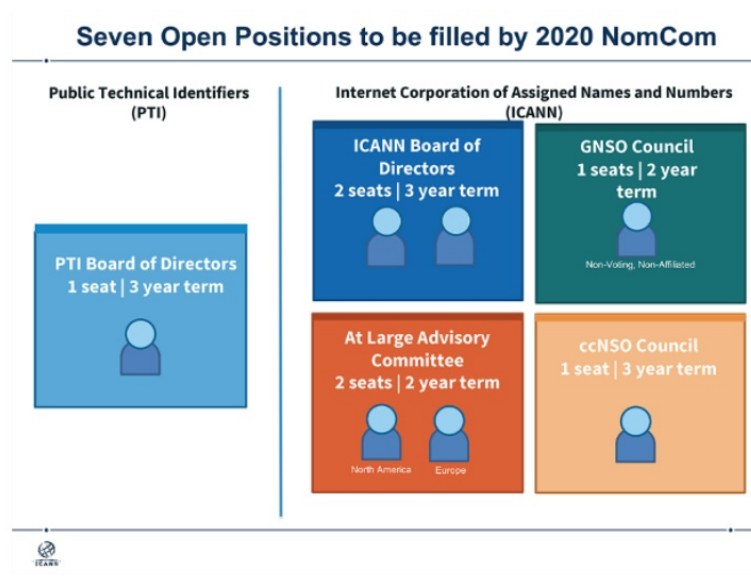 Seven Open Positions to be filled by 2020 NomCom
Public Technical Identifiers
(PTI)
Internet Corporation of Assigned Names and Numbers
(ICANN)
PTI Board of Directors
1 seat | 3 year term
ICANN Board of
Directors
2 seats | 3 year term
GNSO Council
1 seats | 2 year
term
Non-Voting, Non-Affiliated
At Large Advisory
Committee
2 seats | 2 year term
North America
Europe
ccNSO Council
1 seat | 3 year term
ICANN